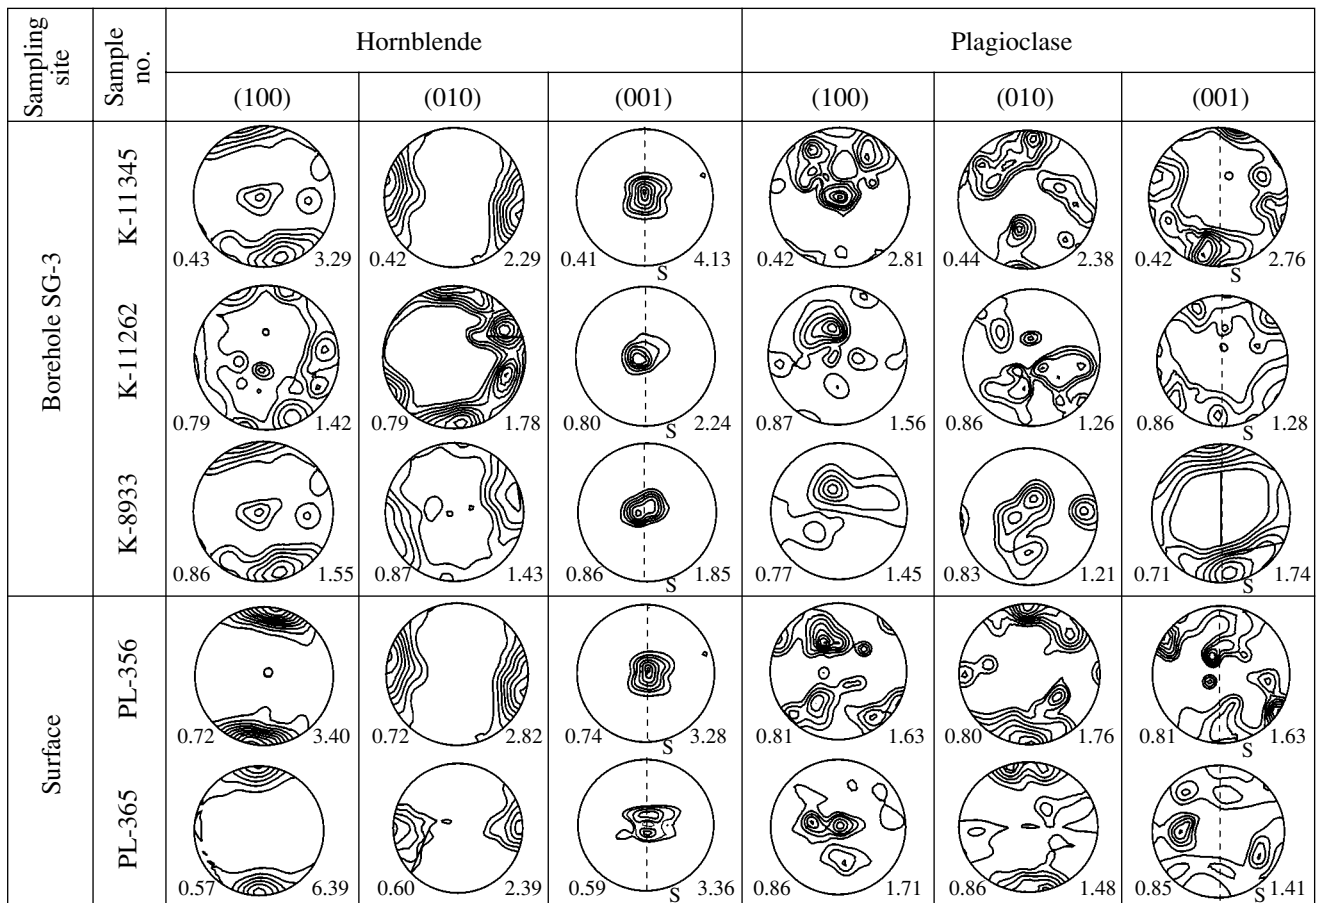 Sampling
site
Sample
no.
Hornblende
Plagioclase
(100)
(010)
(001)
(100)
(010)
(001)
Borehole SG-3
K-11345
0.43 3.29 0.42 2.29 0.41 S 4.13 0.42 2.81 0.44 2.38 0.42 S 2.76
K-11262
0.79 1.42 0.79 1.78 0.80 S 2.24 0.87 1.56 0.86 1.26 0.86 S 1.28
K-8933
0.86 1.55 0.87 1.43 0.86 S 1.85 0.77 1.45 0.83 1.21 0.71 S 1.74
Surface
PL-356
0.72 3.40 0.72 2.82 0.74 S 3.28 0.81 1.63 0.80 1.76 0.81 S 1.63
PL-365
0.57 6.39 0.60 2.39 0.59 S 3.36 0.86 1.71 0.86 1.48 0.85 S 1.41